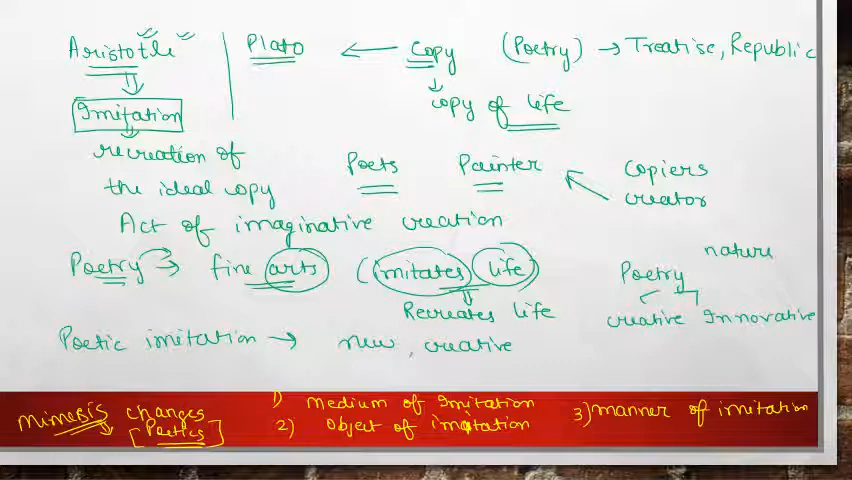 Aristotle | Plato ← Copy (Poetry) → Treatise, Republic
Imitation
copy of life
recreation of
the ideal copy
Poets Painter
Copiers
creator
Act of imaginative creation
Poetry → fine arts (imitates life)
Recreates life
nature
Poetry
creative Innovative
Poetic imitation → new, creative
Mimesis changes
[Poetics]
1) Medium of Imitation
2) Object of imitation
3) manner of imitation